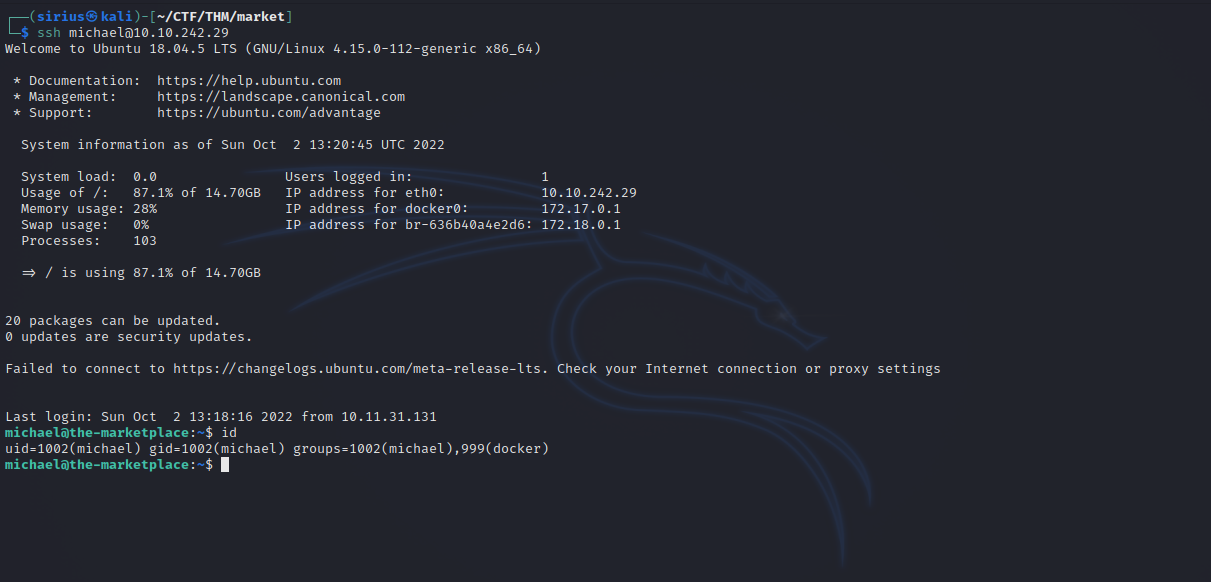 ┌──(sirius㉿kali)-[~/CTF/THM/market]
└─$ ssh michael@10.10.242.29
Welcome to Ubuntu 18.04.5 LTS (GNU/Linux 4.15.0-112-generic x86_64)
* Documentation:  https://help.ubuntu.com
* Management:     https://landscape.canonical.com
* Support:        https://ubuntu.com/advantage
System information as of Sun Oct  2 13:20:45 UTC 2022
System load:  0.0                Users logged in:                1
Usage of /:   87.1% of 14.70GB   IP address for eth0:            10.10.242.29
Memory usage: 28%                IP address for docker0:         172.17.0.1
Swap usage:   0%                 IP address for br-636b40a4e2d6: 172.18.0.1
Processes:    103
=> / is using 87.1% of 14.70GB
20 packages can be updated.
0 updates are security updates.
Failed to connect to https://changelogs.ubuntu.com/meta-release-lts. Check your Internet connection or proxy settings
Last login: Sun Oct  2 13:18:16 2022 from 10.11.31.131
michael@the-marketplace:~$ id
uid=1002(michael) gid=1002(michael) groups=1002(michael),999(docker)
michael@the-marketplace:~$